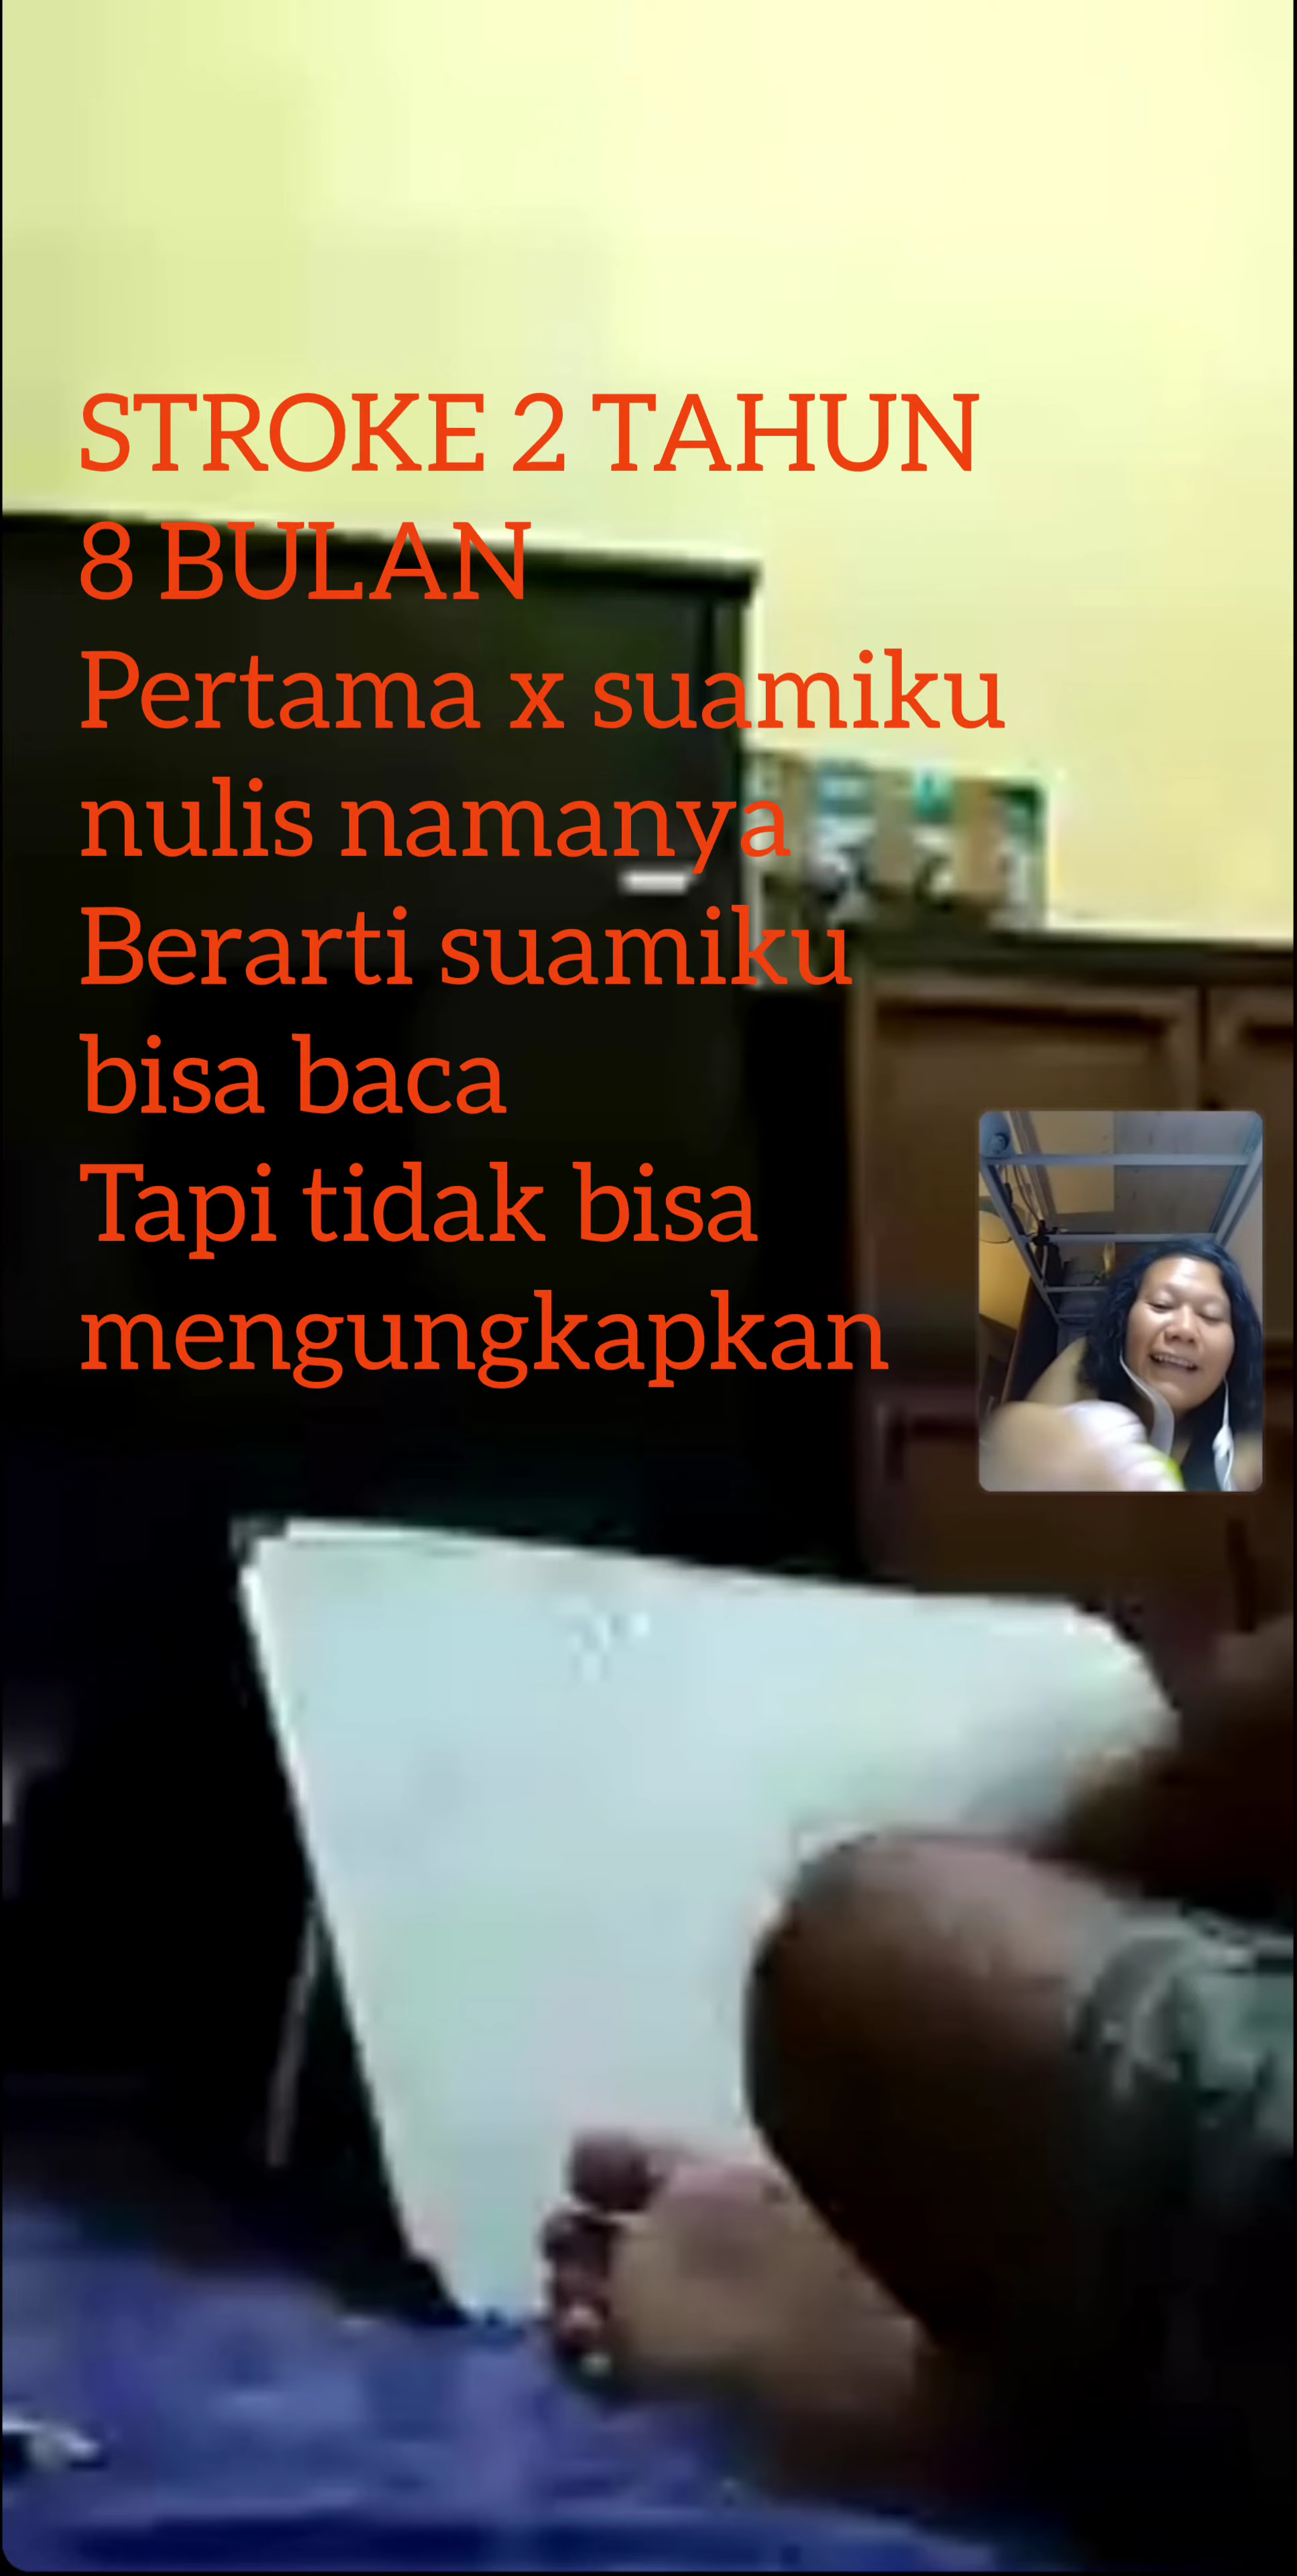 STROKE 2 TAHUN
8 BULAN
Pertama x suamiku
nulis namanya
Berarti suamiku
bisa baca
Tapi tidak bisa
mengungkapkan